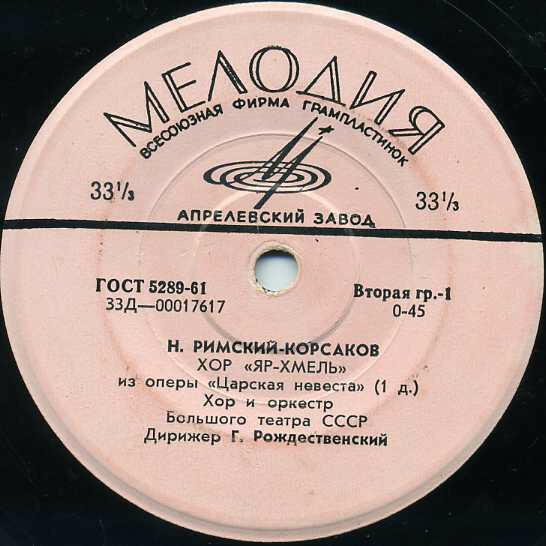 МЕЛОДИЯ
ВСЕСОЮЗНАЯ ФИРМА ГРАМПЛАСТИНОК
33⅓ 33⅓
АПРЕЛЕВСКИЙ ЗАВОД
ГОСТ 5289-61 Вторая гр.-1
33Д—00017617 0-45
Н. РИМСКИЙ-КОРСАКОВ
ХОР «ЯР-ХМЕЛЬ»
из оперы «Царская невеста» (1 д.)
Хор и оркестр
Большого театра СССР
Дирижер Г. Рождественский